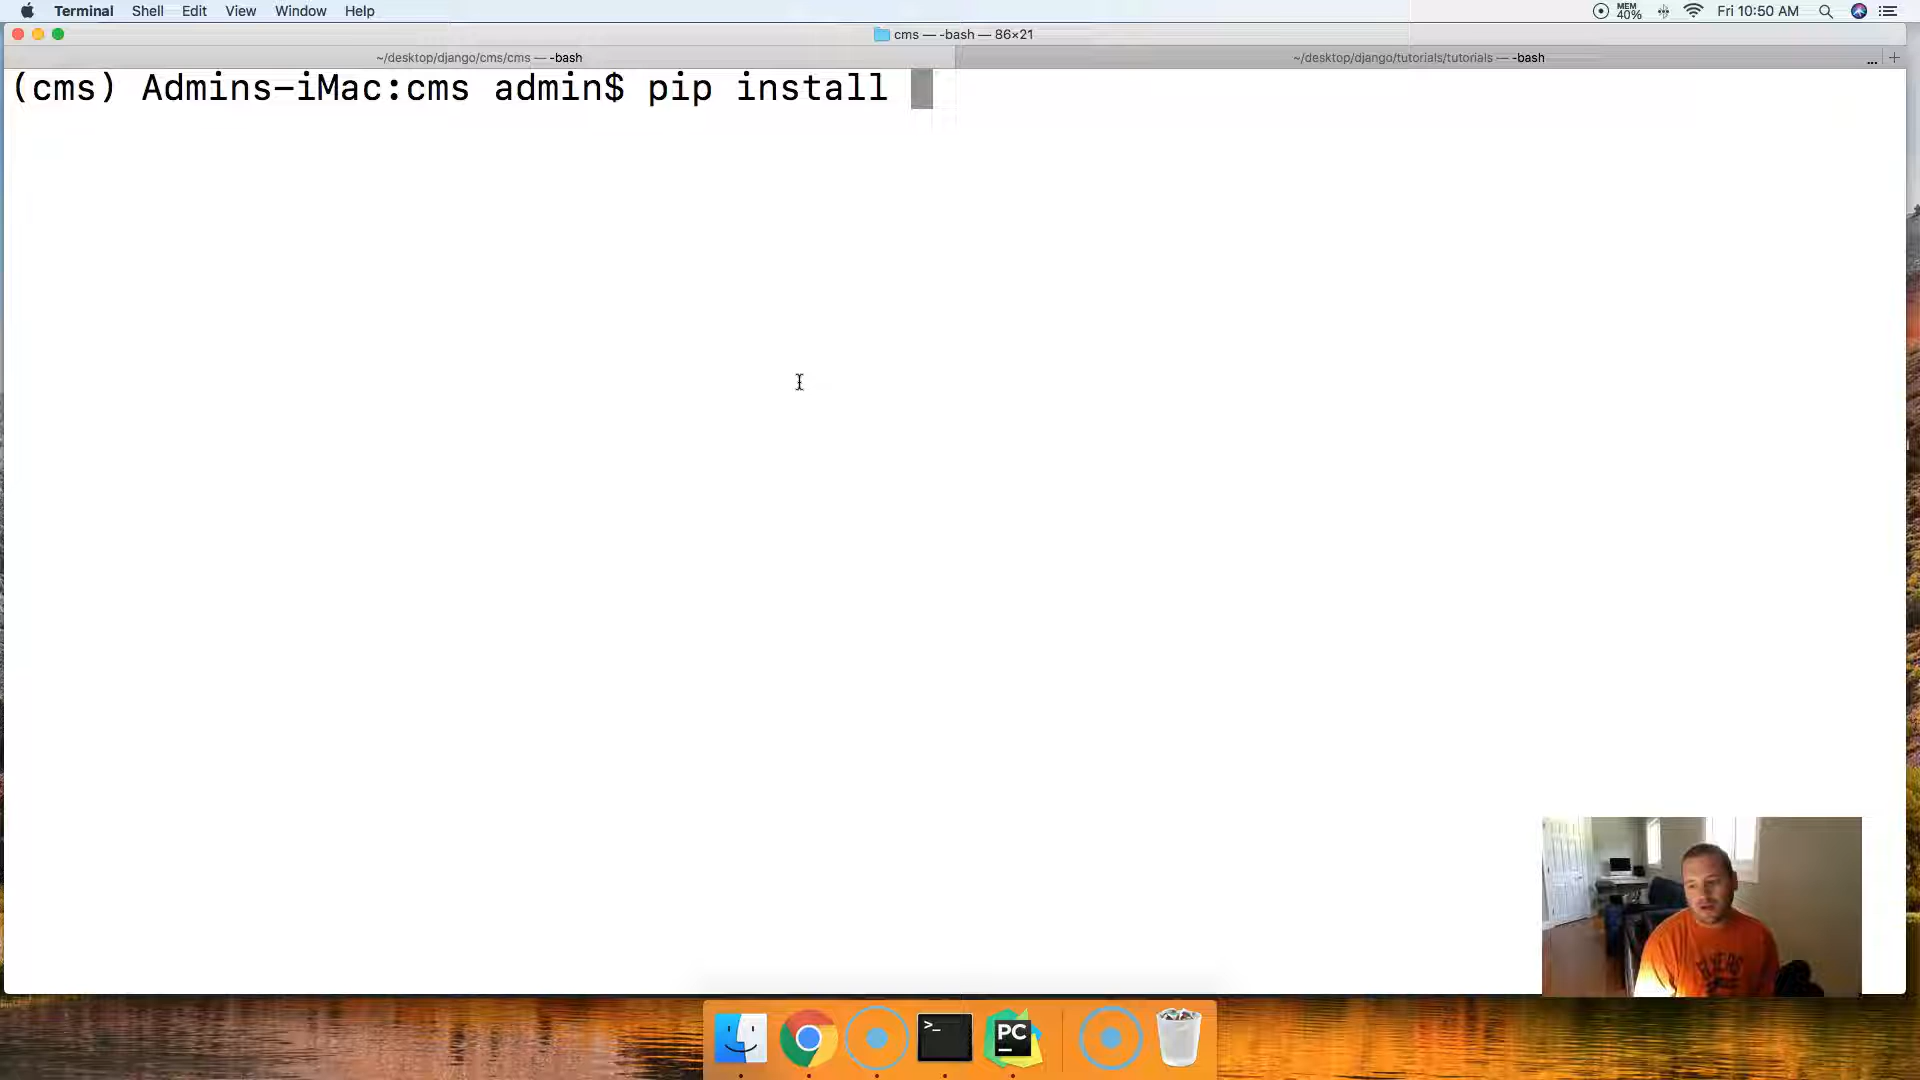 Terminal Shell Edit View Window Help
MEM 40% Fri 10:50 AM
cms — -bash — 86×21
~/desktop/django/cms/cms — -bash
~/desktop/django/tutorials/tutorials — -bash
(cms) Admins-iMac:cms admin$ pip install
>_
PC